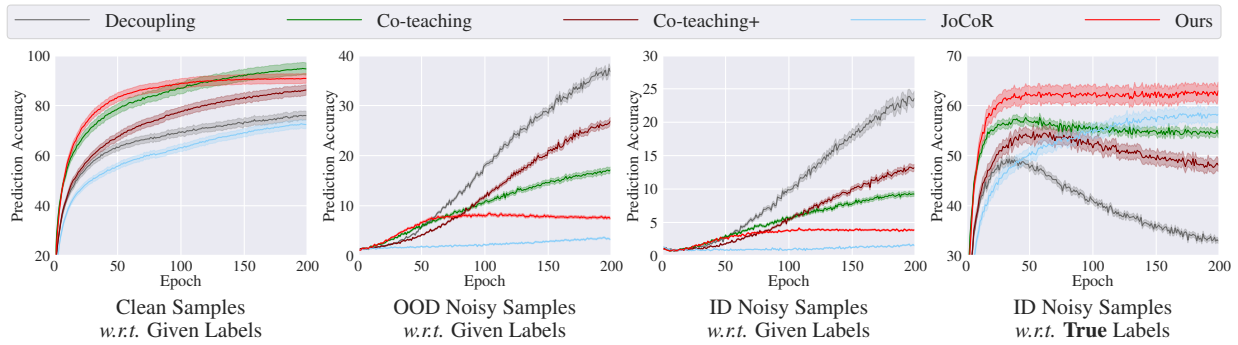 Decoupling Co-teaching Co-teaching+ JoCoR Ours
Prediction Accuracy
100
80
60
40
20
0 50 100 150 200
Epoch
Clean Samples
w.r.t. Given Labels
Prediction Accuracy
40
30
20
10
0
0 50 100 150 200
Epoch
OOD Noisy Samples
w.r.t. Given Labels
Prediction Accuracy
30
25
20
15
10
5
0
0 50 100 150 200
Epoch
ID Noisy Samples
w.r.t. Given Labels
Prediction Accuracy
70
60
50
40
30
0 50 100 150 200
Epoch
ID Noisy Samples
w.r.t. True Labels